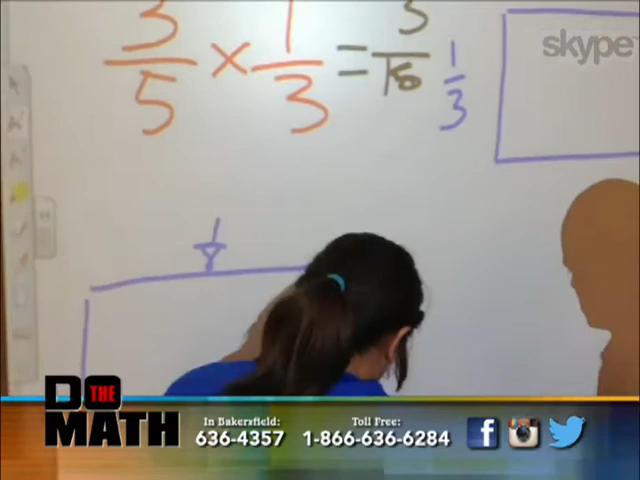 3/5 × 1/3 = 3/15 1/3
skype
DO THE MATH
In Bakersfield: 636-4357
Toll Free: 1-866-636-6284